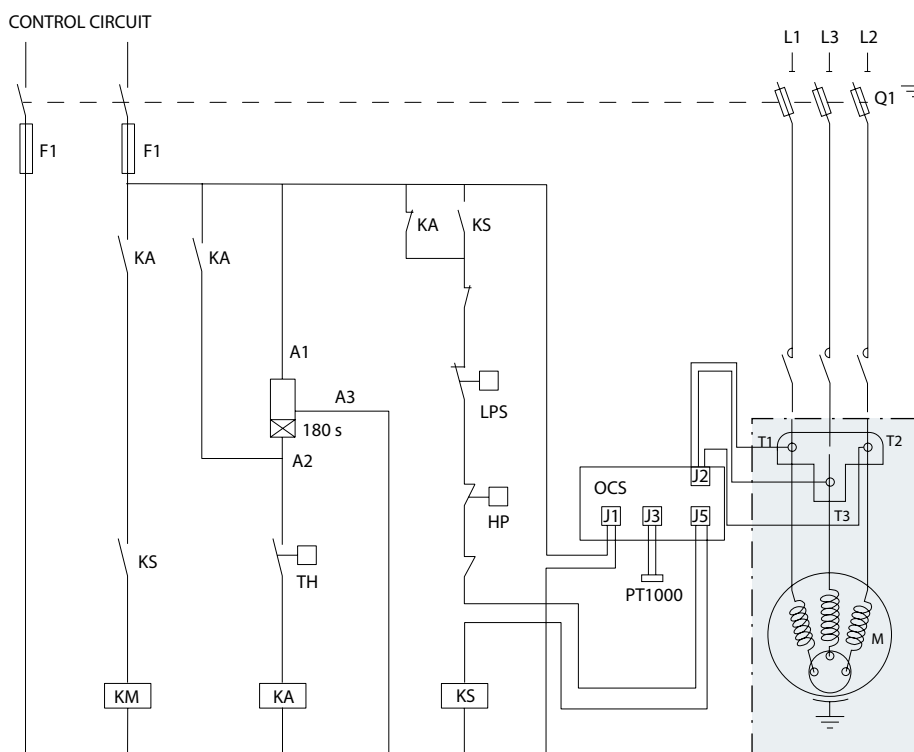 CONTROL CIRCUIT
L1 L3 L2
Q1
F1 F1
KA KA KA KS
A1
A3
LPS
180 s
A2
T1 T2
J2
OCS
HP
J1 J3 J5
T3
KS
TH
PT1000
M
KM KA KS